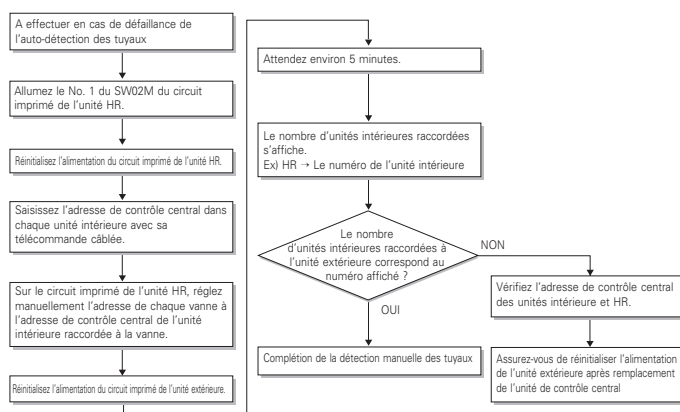 A effectuer en cas de défaillance de
l'auto-détection des tuyaux
Allumez le No. 1 du SW02M du circuit
imprimé de l'unité HR.
Réinitialisez l'alimentation du circuit imprimé de l'unité HR.
Saisissez l'adresse de contrôle central dans
chaque unité intérieure avec sa
télécommande câblée.
Sur le circuit imprimé de l'unité HR, réglez
manuellement l'adresse de chaque vanne à
l'adresse de contrôle central de l'unité
intérieure raccordée à la vanne.
Réinitialisez l'alimentation du circuit imprimé de l'unité extérieure.
Attendez environ 5 minutes.
Le nombre d'unités intérieures raccordées
s'affiche.
Ex) HR → Le numéro de l'unité intérieure
Le nombre
d'unités intérieures raccordées à
l'unité extérieure correspond au
numéro affiché ?
NON
OUI
Complétion de la détection manuelle des tuyaux
Vérifiez l'adresse de contrôle central
des unités intérieure et HR.
Assurez-vous de réinitialiser l'alimentation
de l'unité extérieure après remplacement
de l'unité de contrôle central